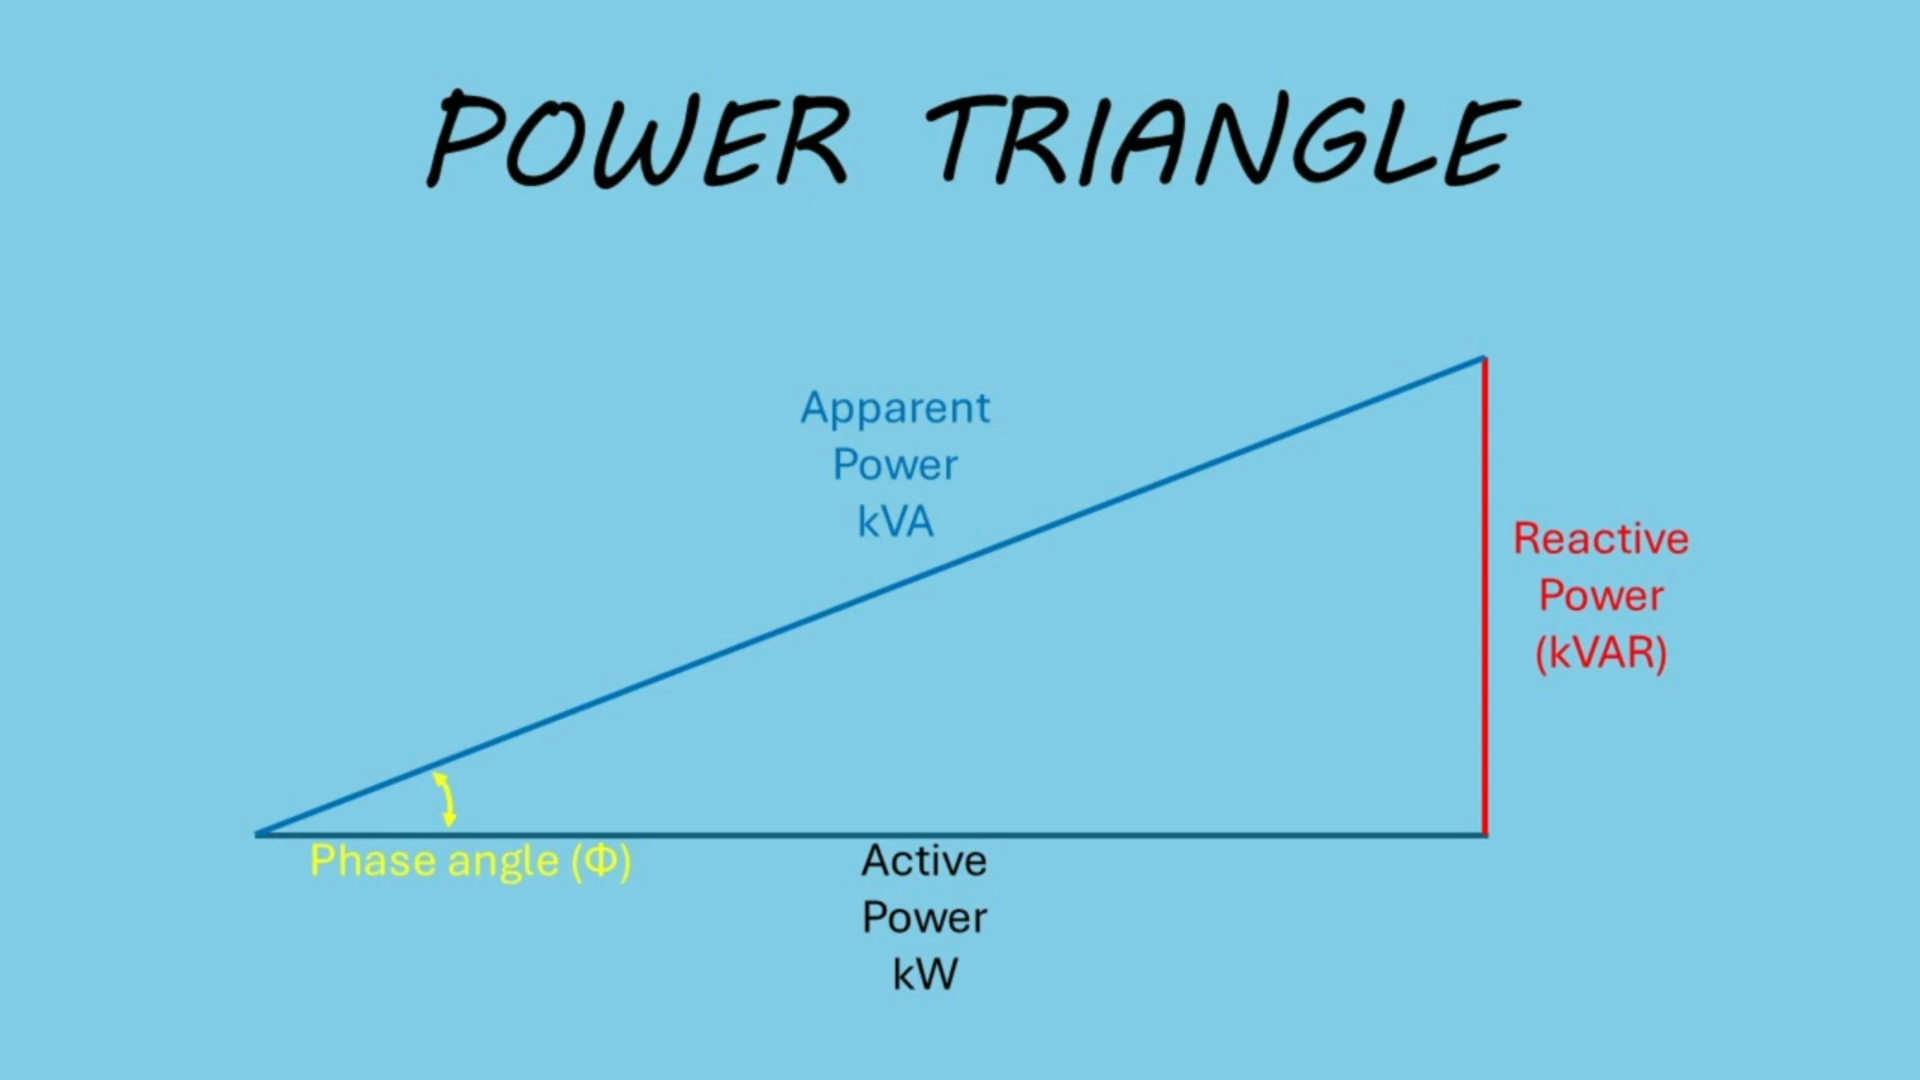 POWER TRIANGLE
Apparent
Power
kVA
Reactive
Power
(kVAR)
Phase angle (Φ)
Active
Power
kW